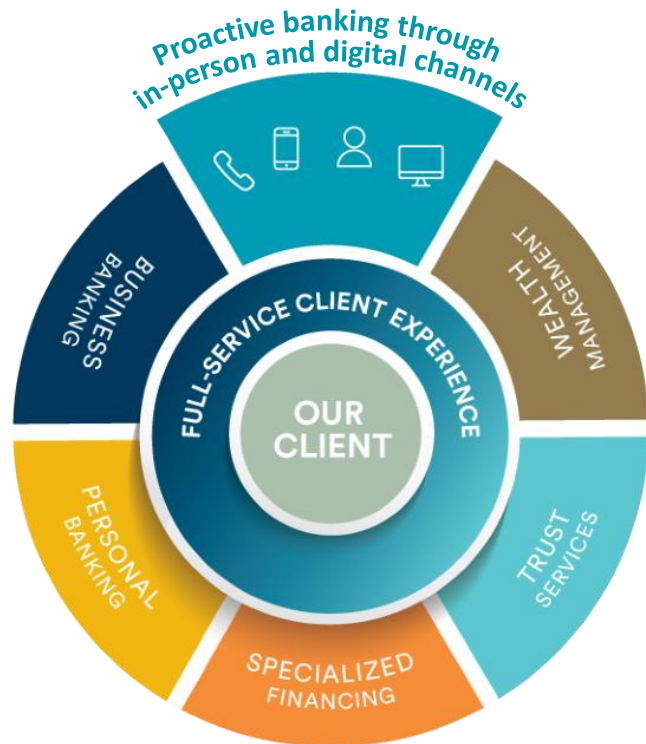 Proactive banking through
in-person and digital channels
BUSINESS
BANKING
WEALTH
MANAGEMENT
FULL-SERVICE CLIENT EXPERIENCE
OUR
CLIENT
PERSONAL
BANKING
TRUST
SERVICES
SPECIALIZED
FINANCING